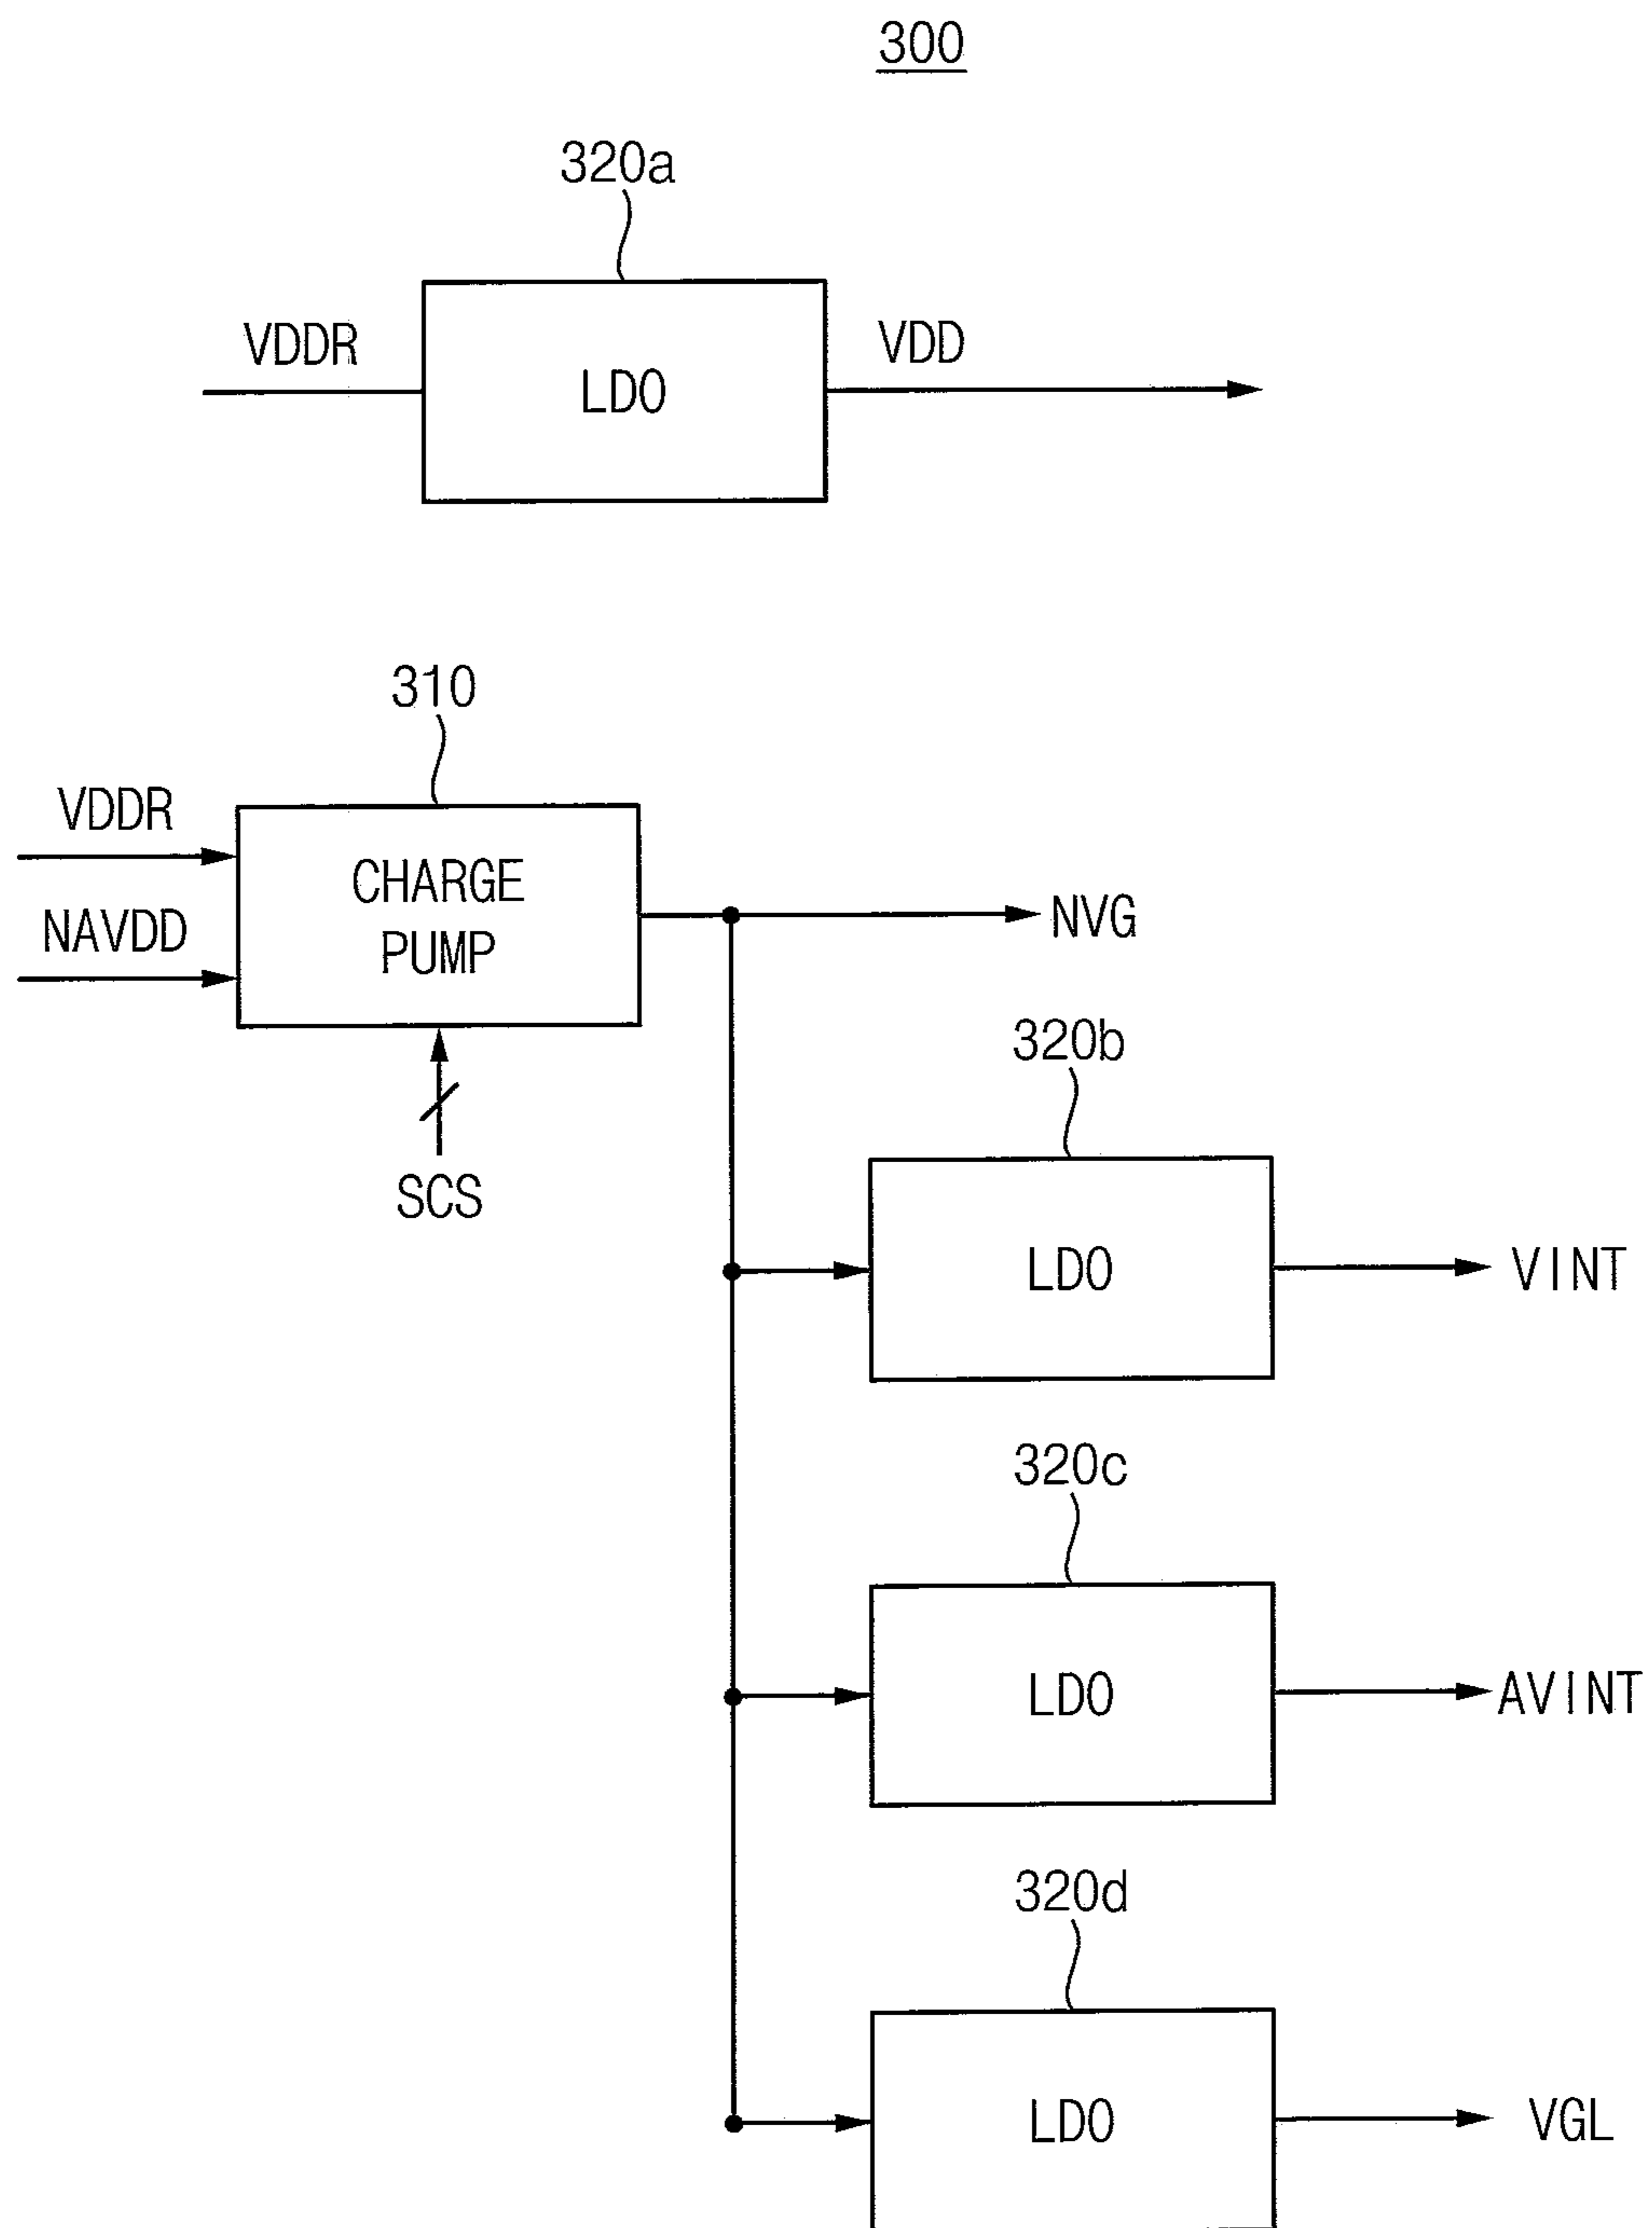 300
320a
VDDR
VDD
LDO
310
VDDR
CHARGE
NAVDD
PUMP
NVG
SCS
320b
LDO
VINT
320c
LDO
AVINT
320d
LDO
VGL